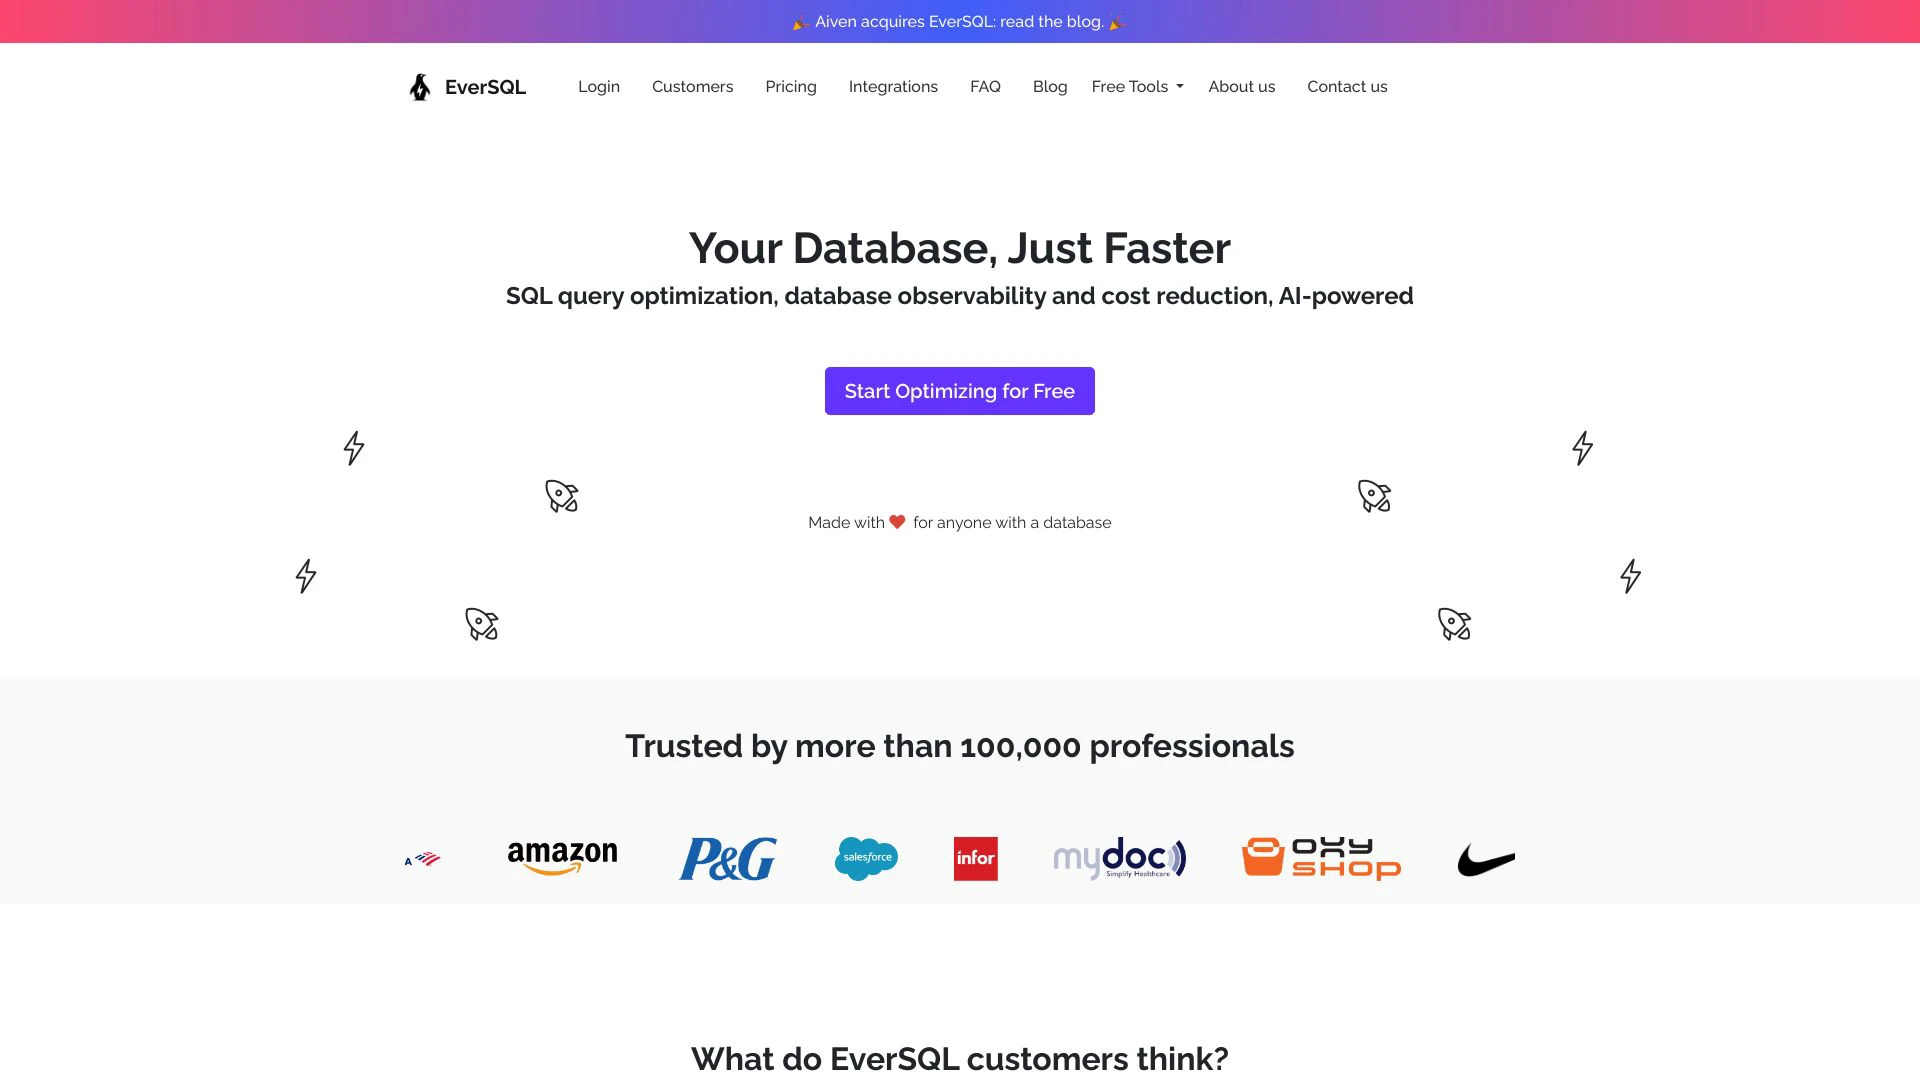 🎉 Aiven acquires EverSQL: read the blog. 🎉
EverSQL Login Customers Pricing Integrations FAQ Blog Free Tools About us Contact us
Your Database, Just Faster
SQL query optimization, database observability and cost reduction, AI-powered
Start Optimizing for Free
Made with ❤️ for anyone with a database
Trusted by more than 100,000 professionals
A amazon P&G salesforce infor mydoc Simplify Healthcare OXY SHOP
What do EverSQL customers think?